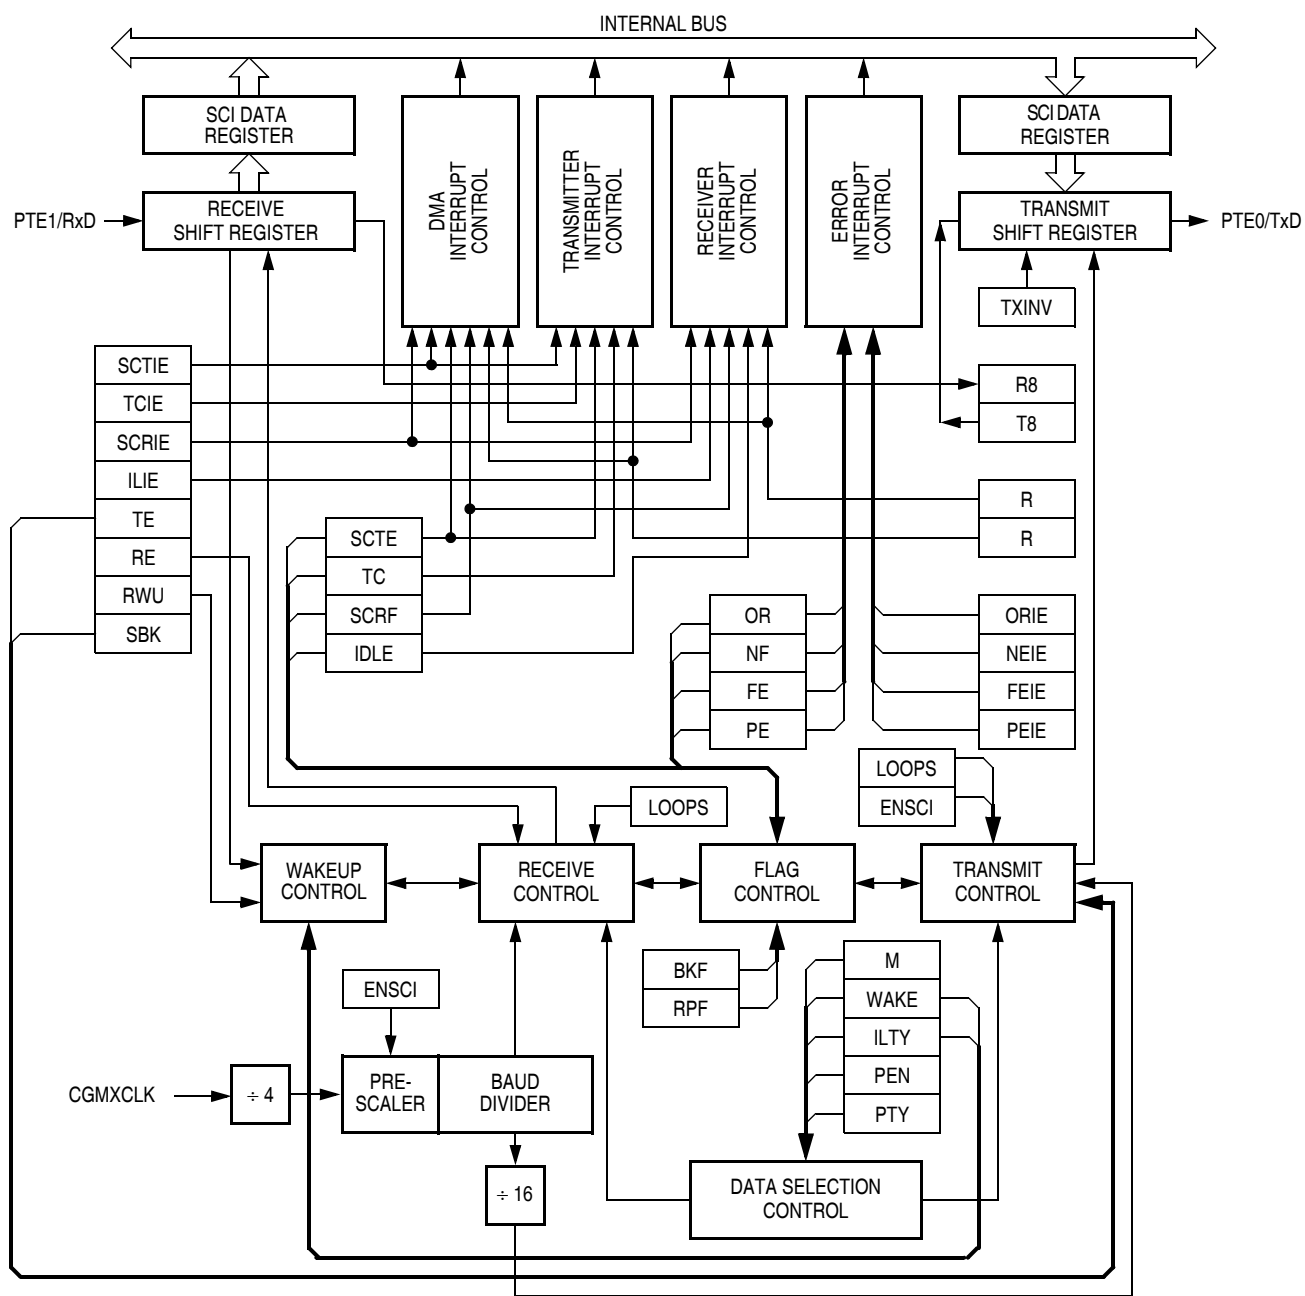 INTERNAL BUS
SCI DATA
REGISTER
DMA
INTERRUPT
CONTROL
TRANSMITTER
INTERRUPT
CONTROL
RECEIVER
INTERRUPT
CONTROL
ERROR
INTERRUPT
CONTROL
SCI DATA
REGISTER
PTE1/RxD
RECEIVE
SHIFT REGISTER
TRANSMIT
SHIFT REGISTER
PTE0/TxD
TXINV
SCTIE
TCIE
SCRIE
ILIE
TE
RE
RWU
SBK
R8
T8
R
R
SCTE
TC
SCRF
IDLE
OR
NF
FE
PE
ORIE
NEIE
FEIE
PEIE
LOOPS
LOOPS
ENSCI
WAKEUP
CONTROL
RECEIVE
CONTROL
FLAG
CONTROL
TRANSMIT
CONTROL
BKF
RPF
M
WAKE
ILTY
PEN
PTY
ENSCI
CGMXCLK
÷ 4
PRE-
SCALER
BAUD
DIVIDER
÷ 16
DATA SELECTION
CONTROL